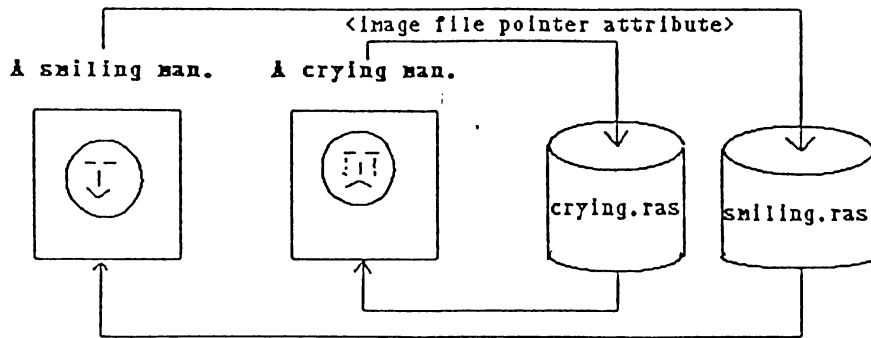 <image file pointer attribute>
A smiling man. A crying man.
crying.ras smiling.ras